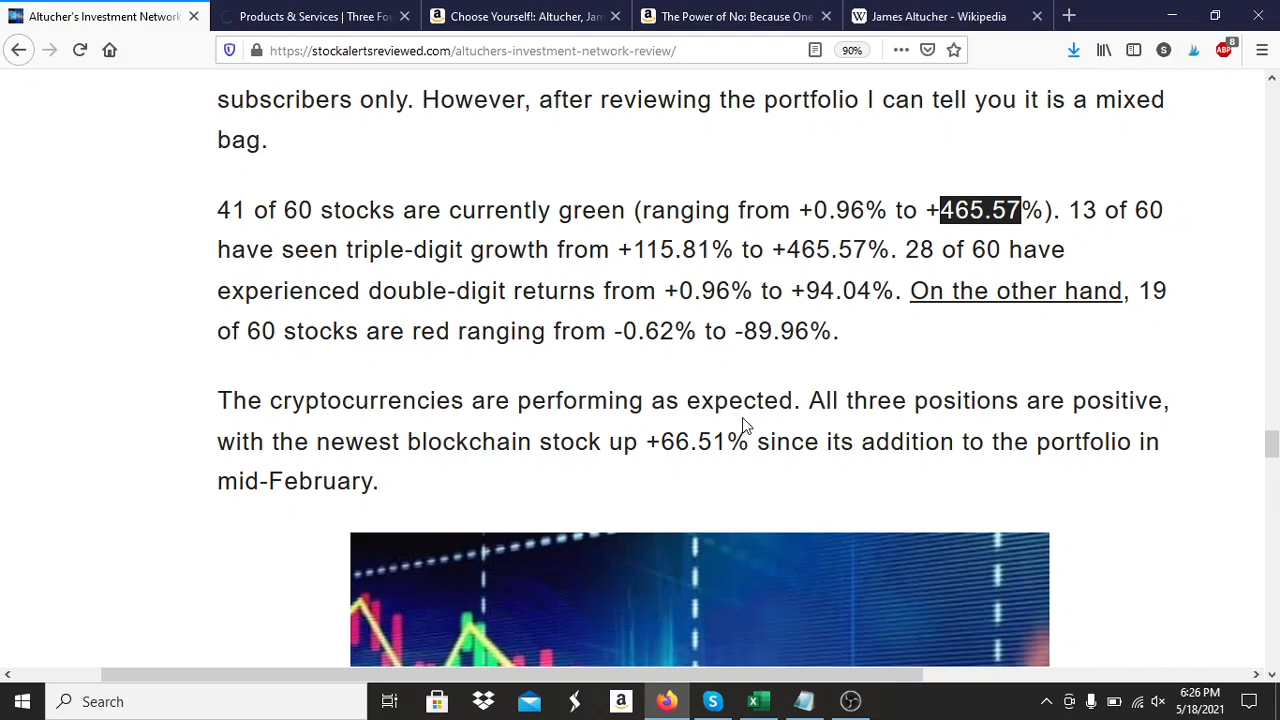 Altucher's Investment Network
Products & Services | Three Fou
Choose Yourself!: Altucher, Jam
The Power of No: Because One
James Altucher - Wikipedia
https://stockalertsreviewed.com/altuchers-investment-network-review/
90%
S
ABP
8
subscribers only. However, after reviewing the portfolio I can tell you it is a mixed
bag.
41 of 60 stocks are currently green (ranging from +0.96% to +465.57%). 13 of 60
have seen triple-digit growth from +115.81% to +465.57%. 28 of 60 have
experienced double-digit returns from +0.96% to +94.04%. On the other hand, 19
of 60 stocks are red ranging from -0.62% to -89.96%.
The cryptocurrencies are performing as expected. All three positions are positive,
with the newest blockchain stock up +66.51% since its addition to the portfolio in
mid-February.
Search
6:26 PM
5/18/2021